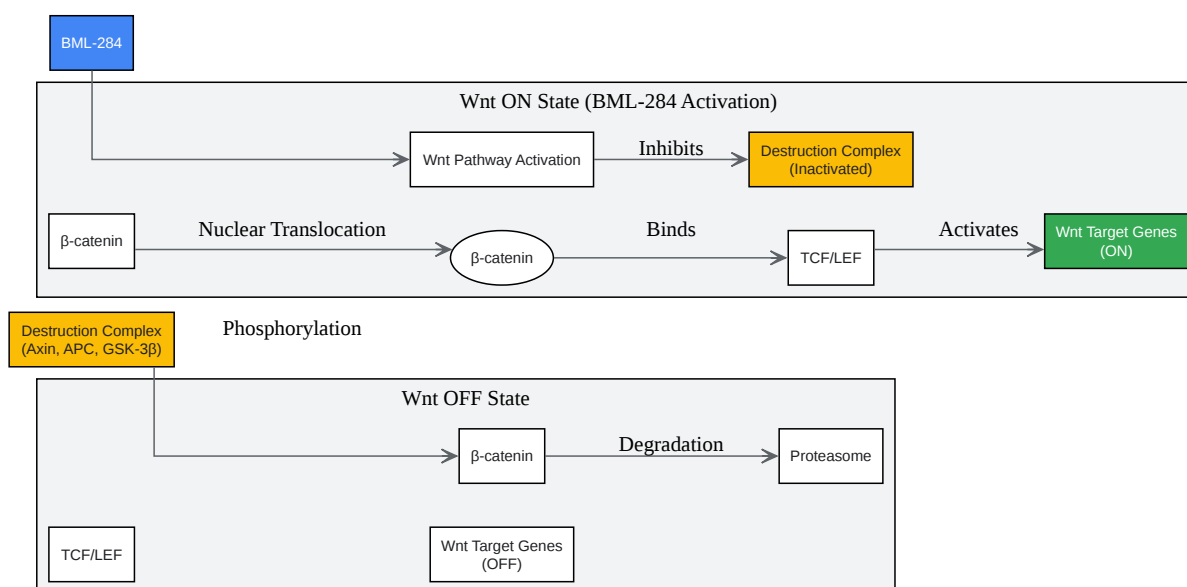 BML-284
Wnt ON State (BML-284 Activation)
Wnt Pathway Activation
Inhibits
Destruction Complex
(Inactivated)
β-catenin
Nuclear Translocation
β-catenin
Binds
TCF/LEF
Activates
Wnt Target Genes
(ON)
Destruction Complex
(Axin, APC, GSK-3β)
Phosphorylation
Wnt OFF State
β-catenin
Degradation
Proteasome
TCF/LEF
Wnt Target Genes
(OFF)